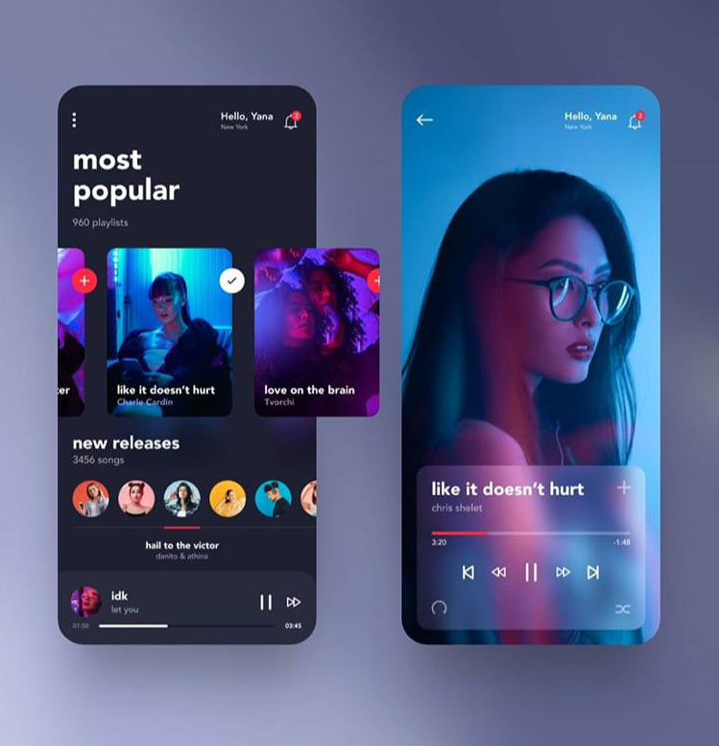 Hello, Yana
New York
2
most
popular
960 playlists
ter
like it doesn't hurt
Charle Cardin
love on the brain
Tvorchi
new releases
3456 songs
hail to the victor
danito & athina
idk
let you
01:50
03:45
Hello, Yana
New York
2
like it doesn't hurt
chris shelet
3:20
-1:48